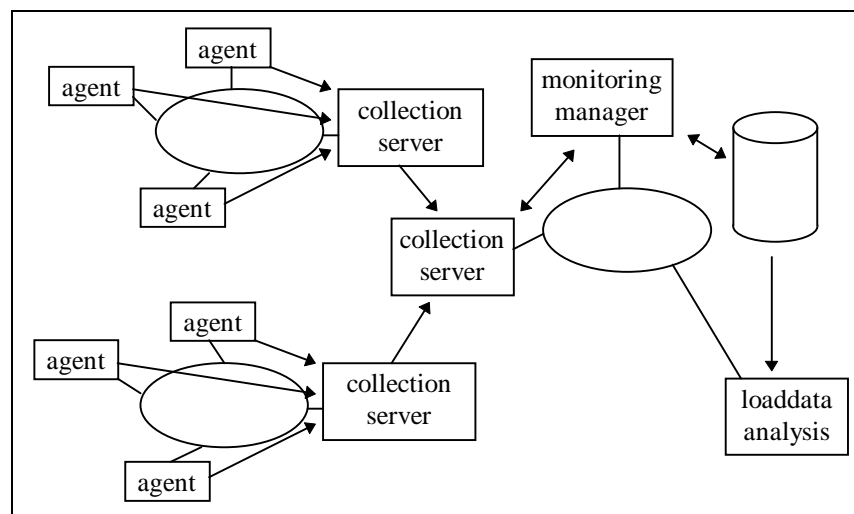 agent
agent
agent
collection
server
monitoring
manager
collection
server
agent
agent
agent
collection
server
loaddata
analysis